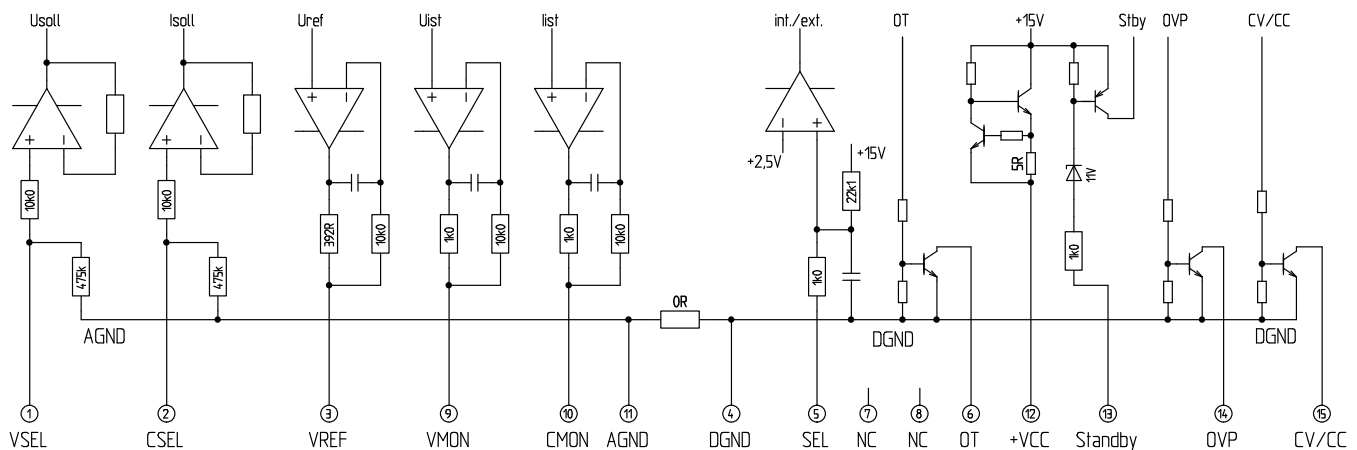 Usoll Isoll Uref Uist Iist int./ext. OT +15V Stby OVP CV/CC
+ − + − + − + − + − − +
+2,5V +15V
5R 11V
10k0 10k0 22k1
392R 10k0 1k0 10k0 1k0 10k0
475k 475k 1k0 1k0
0R
AGND DGND DGND
1 2 3 9 10 11 4 5 7 8 6 12 13 14 15
VSEL CSEL VREF VMON CMON AGND DGND SEL NC NC OT +VCC Standby OVP CV/CC